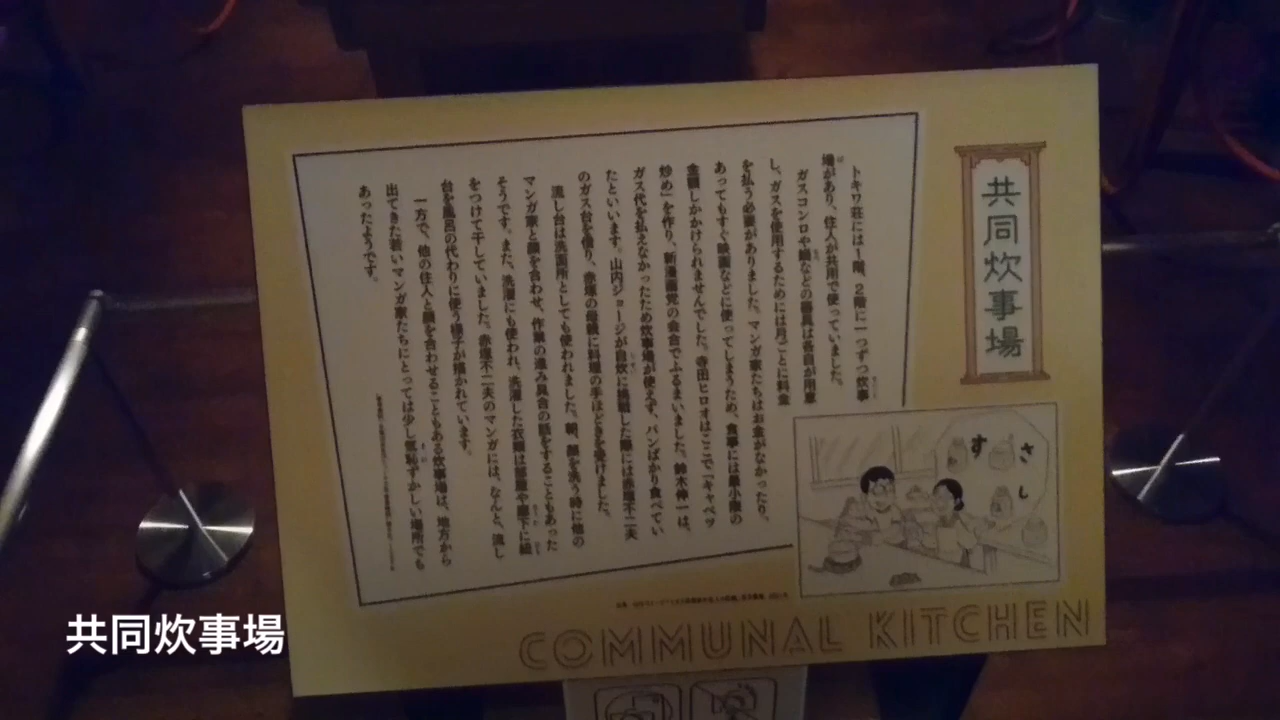 共同炊事場
トキワ荘には1階、2階に一つずつ炊事
場があり、住人が共用で使っていました。
ガスコンロや鍋などの器具は各自が用意
し、ガスを使用するためには月ごとに料金
を払う必要がありました。マンガ家たちはお金がなかったり、
あってもすぐ映画などに使ってしまうため、食事には最小限の
金額しかかけられませんでした。寺田ヒロオはここで「キャベツ
炒め」を作り、新漫画党の会合でふるまいました。鈴木伸一は、
ガス代を払えなかったため炊事場が使えず、パンばかり食べてい
たといいます。山内ジョージが自炊に挑戦した際には赤塚不二夫
のガス台を借り、赤塚の母親に料理の手ほどきを受けました。
流し台は洗面所としても使われました。朝、顔を洗う時に他の
マンガ家と顔を合わせ、作業の進み具合の話をすることもあった
そうです。また、洗濯にも使われ、洗濯した衣類は部屋や廊下に紐
をつけて干していました。赤塚不二夫のマンガには、なんと、流し
台を風呂の代わりに使う様子が描かれています。
一方で、他の住人と顔を合わせることもある炊事場は、地方から
出てきた若いマンガ家たちにとっては少し気恥ずかしい場所でも
あったようです。
さ
し
す
COMMUNAL KITCHEN
共同炊事場